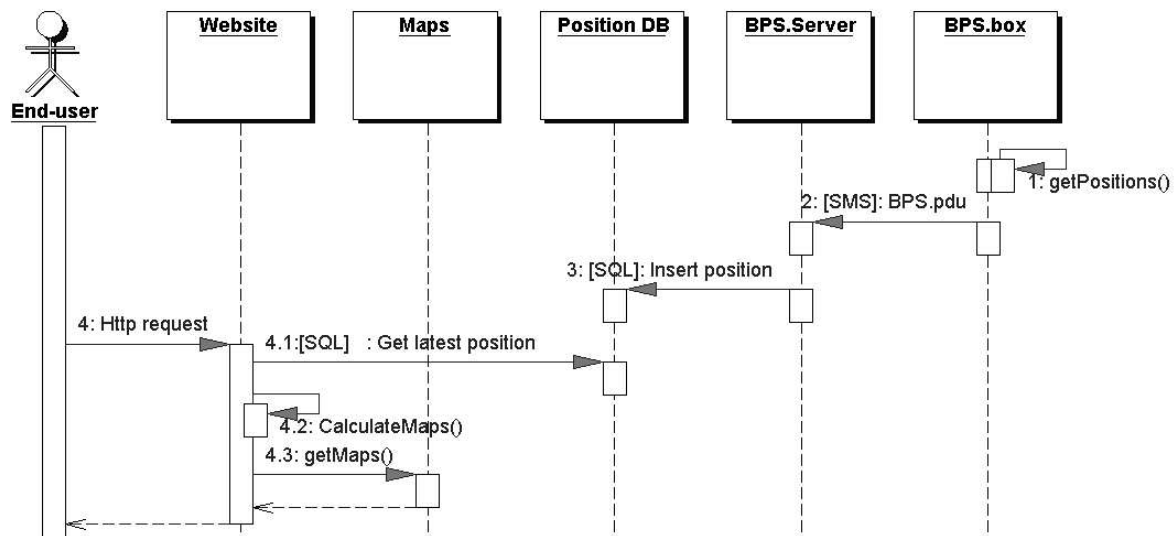 Website
Maps
Position DB
BPS.Server
BPS.box
End-user
1: getPositions()
2: [SMS]: BPS.pdu
3: [SQL]: Insert position
4: Http request
4.1:[SQL] : Get latest position
4.2: CalculateMaps()
4.3: getMaps()